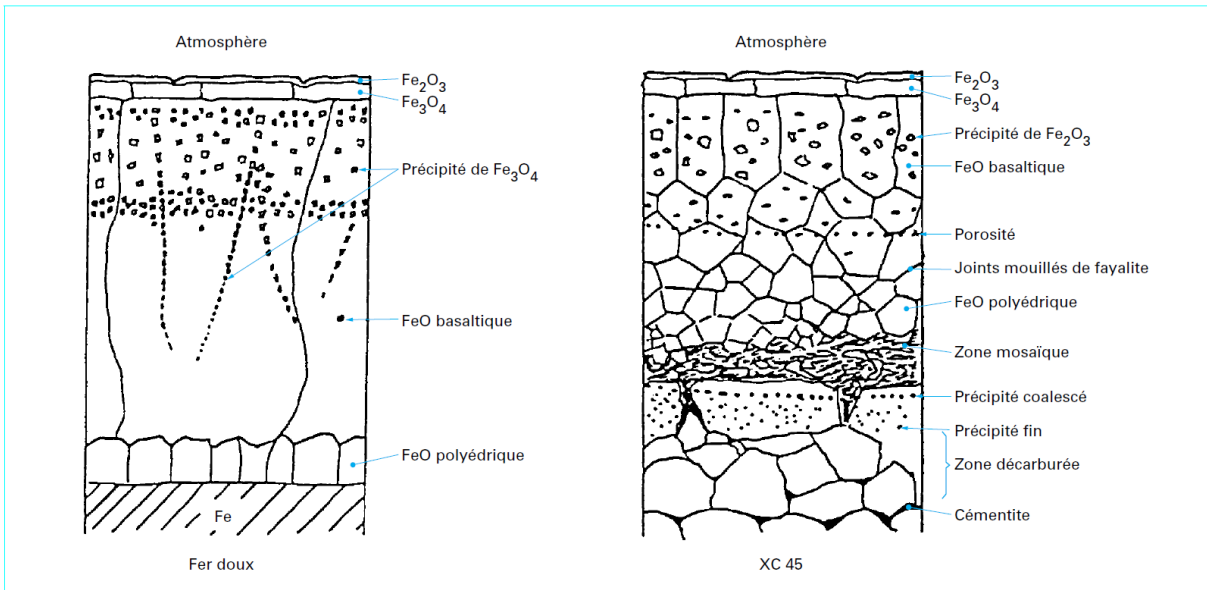 Atmosphère
Fe₂O₃
Fe₃O₄
Précipité de Fe₃O₄
FeO basaltique
FeO polyédrique
Fe
Fer doux
Atmosphère
Fe₂O₃
Fe₃O₄
Précipité de Fe₂O₃
FeO basaltique
Porosité
Joints mouillés de fayalite
FeO polyédrique
Zone mosaïque
Précipité coalescé
Précipité fin
Zone décarburée
Cémentite
XC 45